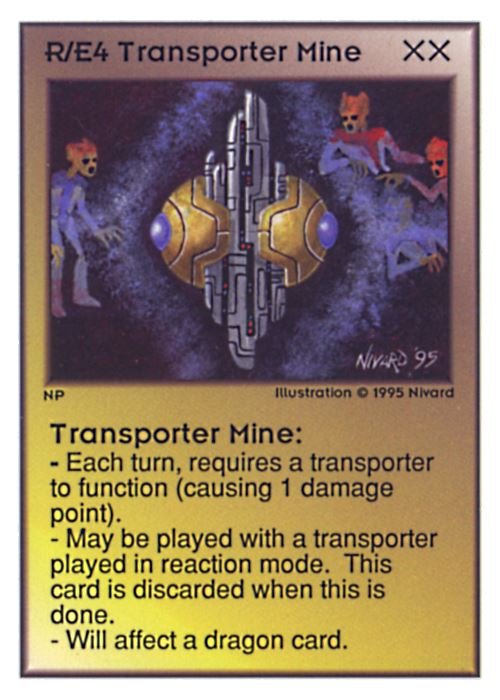 R/E4 Transporter Mine XX
NIVARD '95
NP
Illustration © 1995 Nivard
Transporter Mine:
- Each turn, requires a transporter
to function (causing 1 damage
point).
- May be played with a transporter
played in reaction mode.  This
card is discarded when this is
done.
- Will affect a dragon card.